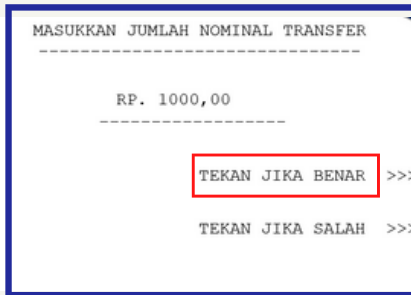 MASUKKAN JUMLAH NOMINAL TRANSFER
-------------------------------
RP. 1000,00
------------------
TEKAN JIKA BENAR >>>
TEKAN JIKA SALAH >>>